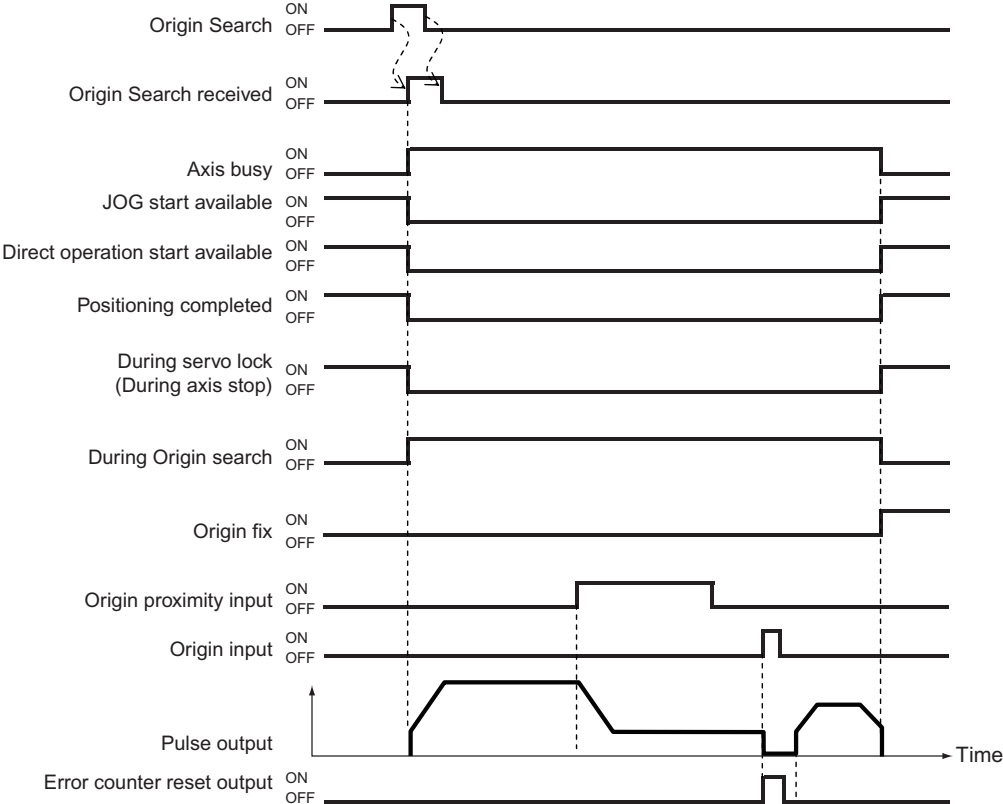 Origin Search
ON
OFF
Origin Search received
ON
OFF
Axis busy
ON
OFF
JOG start available
ON
OFF
Direct operation start available
ON
OFF
Positioning completed
ON
OFF
During servo lock
(During axis stop)
ON
OFF
During Origin search
ON
OFF
Origin fix
ON
OFF
Origin proximity input
ON
OFF
Origin input
ON
OFF
Pulse output
Time
Error counter reset output
ON
OFF